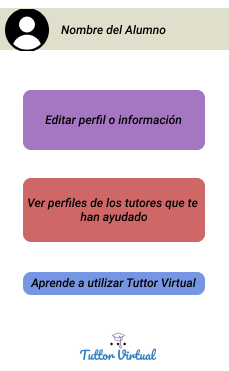 Nombre del Alumno
Editar perfil o información
Ver perfiles de los tutores que te
han ayudado
Aprende a utilizar Tuttor Virtual
Tuttor Virtual